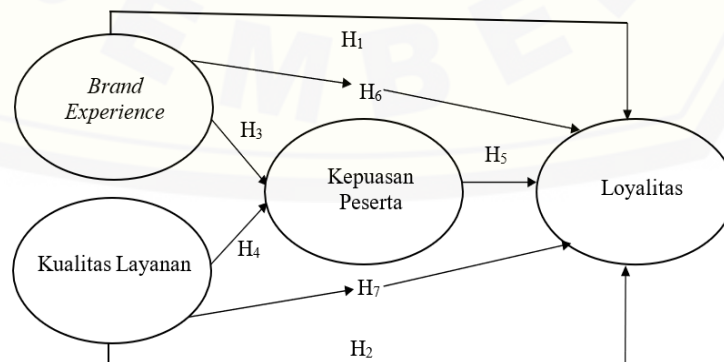 H₁
Brand
Experience
H₆
H₃
Kepuasan
Peserta
H₅
Loyalitas
H₄
Kualitas Layanan
H₇
H₂